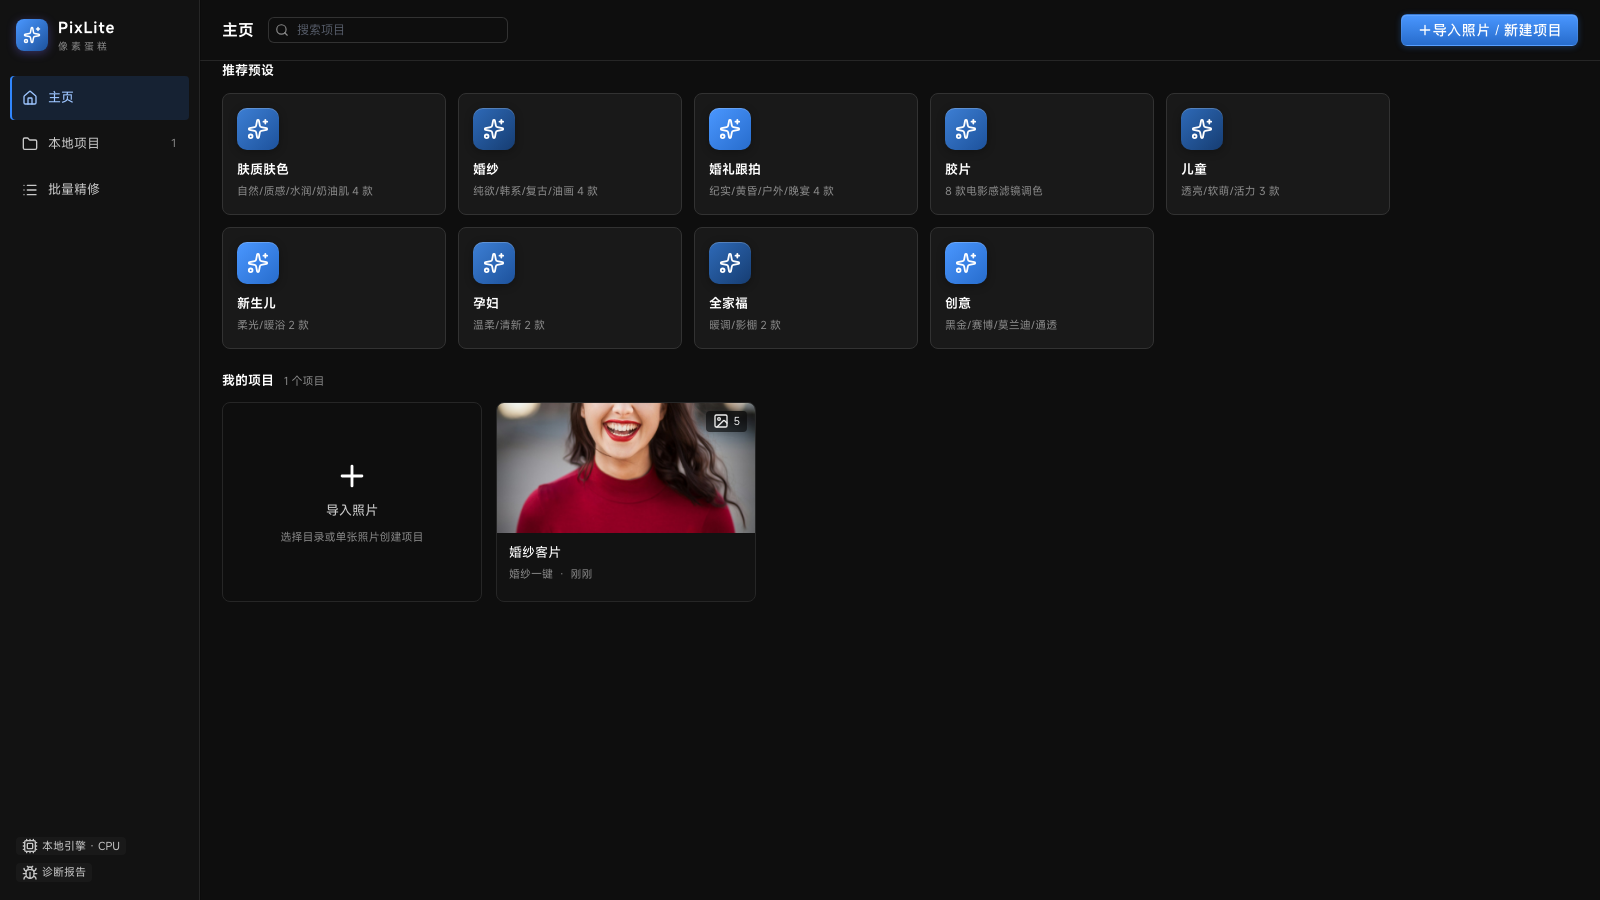 PixLite
像素蛋糕
主页
本地项目 1
批量精修
本地引擎 · CPU
诊断报告
主页
搜索项目
+导入照片 / 新建项目
推荐预设
肤质肤色
自然/质感/水润/奶油肌 4 款
婚纱
纯欲/韩系/复古/油画 4 款
婚礼跟拍
纪实/黄昏/户外/晚宴 4 款
胶片
8 款电影感滤镜调色
儿童
透亮/软萌/活力 3 款
新生儿
柔光/暖浴 2 款
孕妇
温柔/清新 2 款
全家福
暖调/影棚 2 款
创意
黑金/赛博/莫兰迪/通透
我的项目 1 个项目
导入照片
选择目录或单张照片创建项目
5
婚纱客片
婚纱一键 · 刚刚